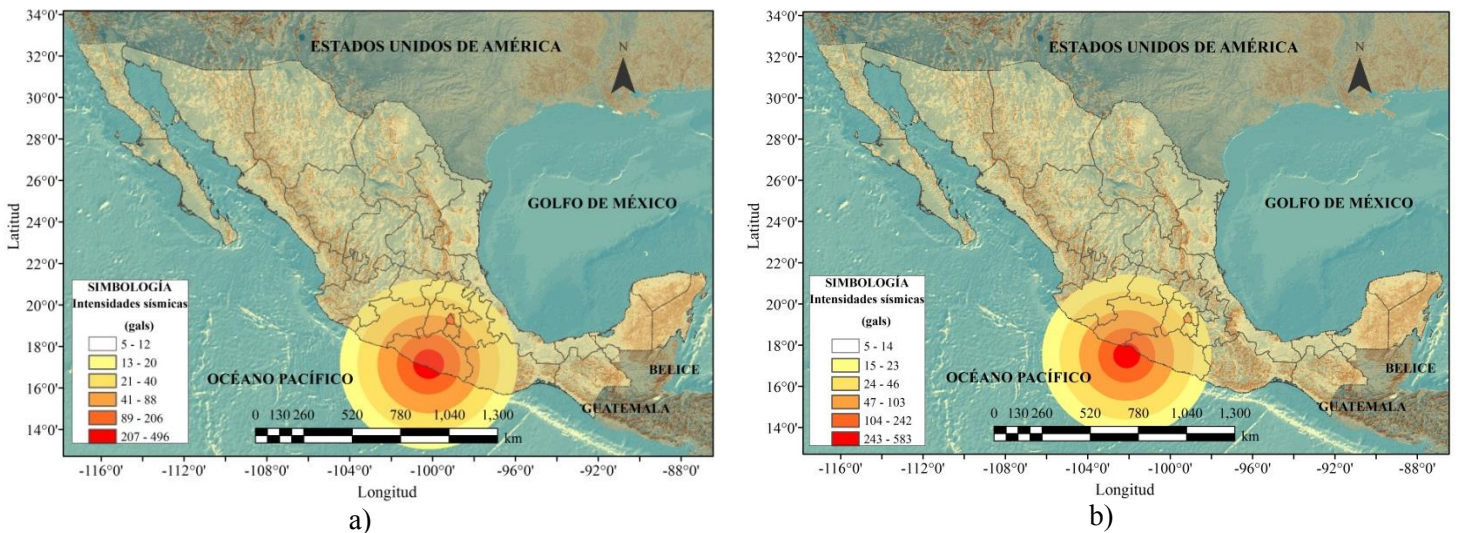 34°0'
32°0'
30°0'
28°0'
26°0'
24°0'
22°0'
20°0'
18°0'
16°0'
14°0'
Latitud
ESTADOS UNIDOS DE AMÉRICA
N
GOLFO DE MÉXICO
SIMBOLOGÍA
Intensidades sísmicas
(gals)
5 - 12
13 - 20
21 - 40
41 - 88
89 - 206
207 - 496
OCÉANO PACÍFICO
BELICE
GUATEMALA
0 130 260 520 780 1,040 1,300
km
-116°0' -112°0' -108°0' -104°0' -100°0' -96°0' -92°0' -88°0'
Longitud
a)
34°0'
32°0'
30°0'
28°0'
26°0'
24°0'
22°0'
20°0'
18°0'
16°0'
14°0'
Latitud
ESTADOS UNIDOS DE AMÉRICA
N
GOLFO DE MÉXICO
SIMBOLOGÍA
Intensidades sísmicas
(gals)
5 - 14
15 - 23
24 - 46
47 - 103
104 - 242
243 - 583
OCÉANO PACÍFICO
BELICE
GUATEMALA
0 130 260 520 780 1,040 1,300
km
-116°0' -112°0' -108°0' -104°0' -100°0' -96°0' -92°0' -88°0'
Longitud
b)